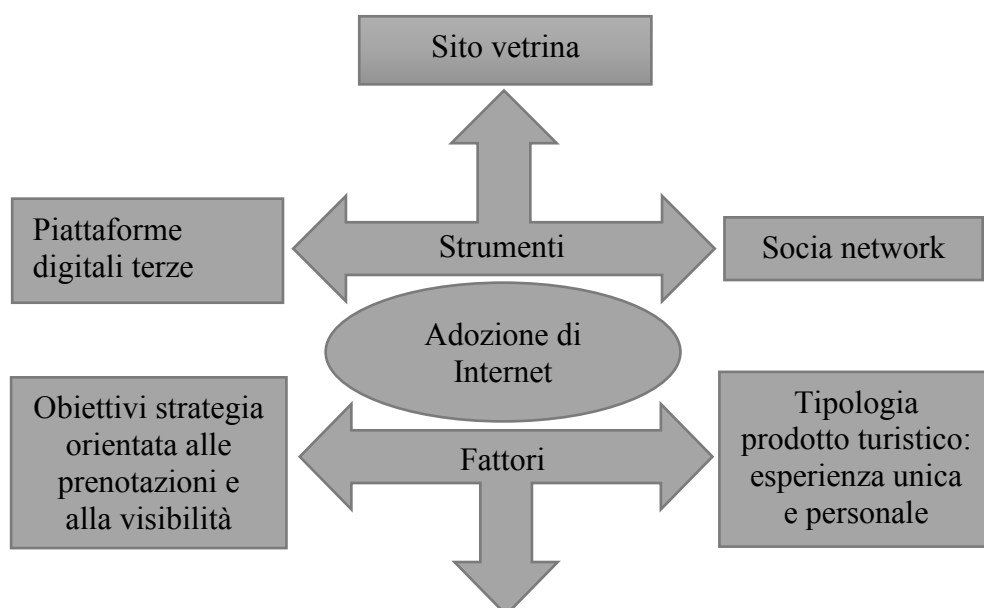 Sito vetrina
Piattaforme
digitali terze
Strumenti
Socia network
Adozione di
Internet
Obiettivi strategia
orientata alle
prenotazioni e
alla visibilità
Fattori
Tipologia
prodotto turistico:
esperienza unica
e personale